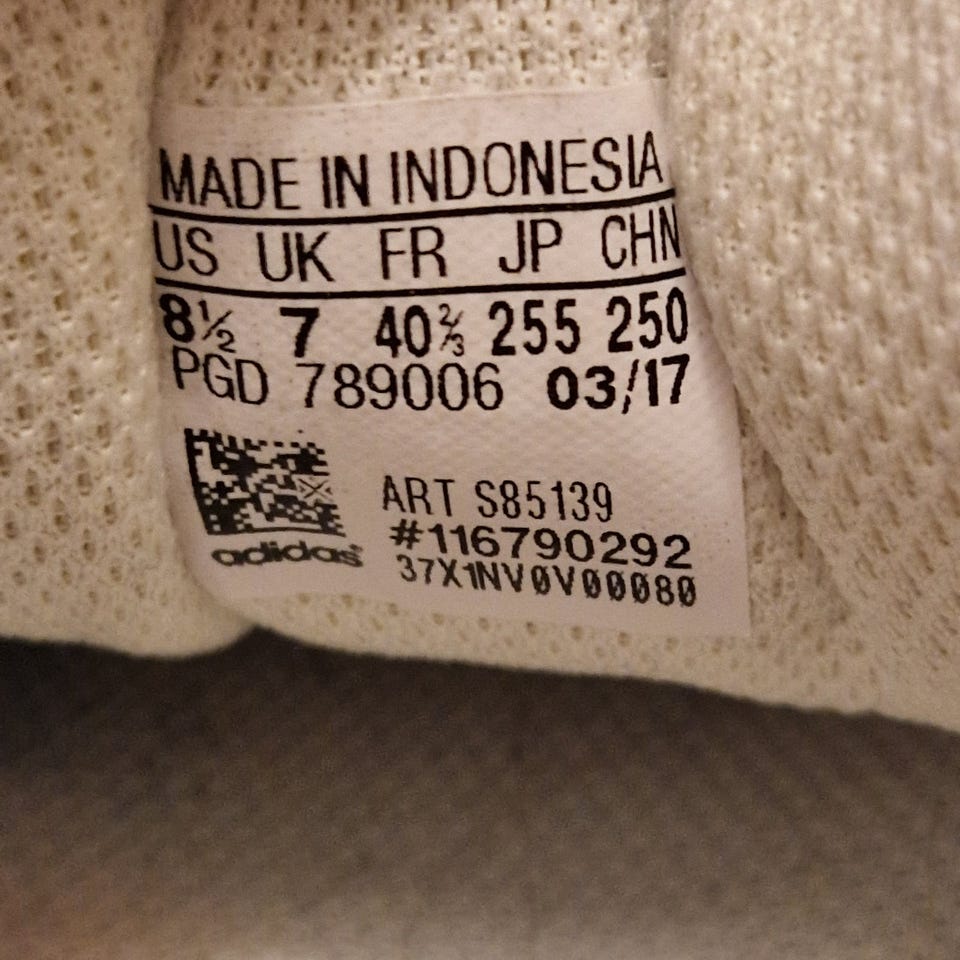 MADE IN INDONESIA
US UK FR JP CHN
8½ 7 40⅔ 255 250
PGD 789006 03/17
ART S85139
#116790292
37X1NV0V00080
adidas